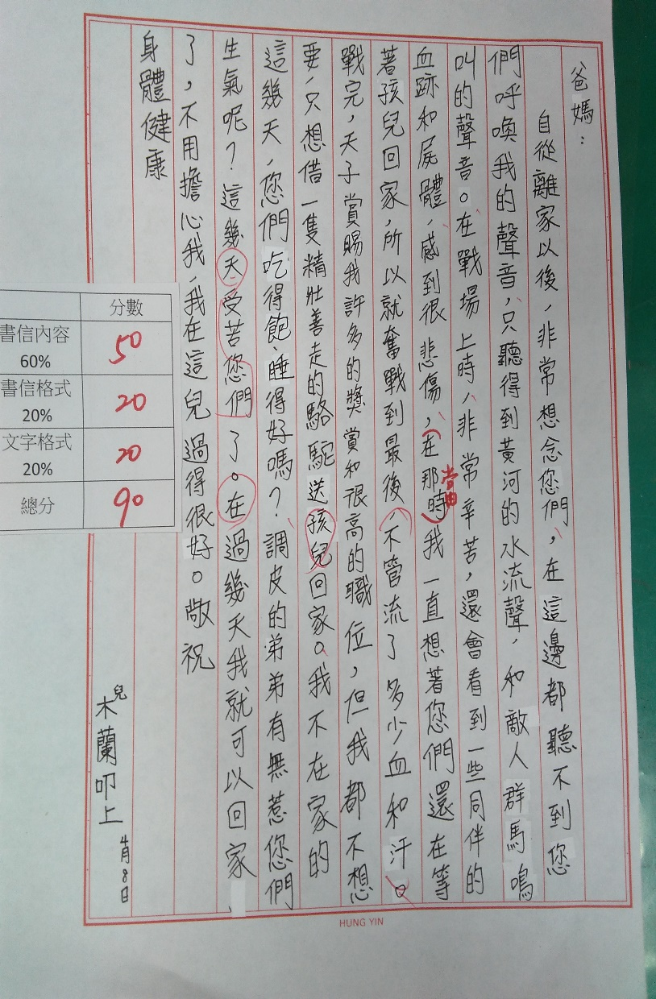 爸媽：
自從離家以後，非常想念您們，在這邊都聽不到您
們呼喚我的聲音，只聽得到黃河的水流聲，和敵人群馬鳴
叫的聲音。在戰場上時，非常辛苦，還會看到一些同伴的
血跡和屍體，感到很悲傷，在那時我一直想著您們還在等
當
著孩兒回家，所以就奮戰到最後，不管流了多少血和汗。
戰完，天子賞賜我許多的獎賞和很高的職位，但我都不想
要，只想借一隻精壯善走的駱駝送孩兒回家。我不在家的
這幾天，您們吃得飽、睡得好嗎？調皮的弟弟有無惹您們
生氣呢？這幾天受苦您們了。在過幾天我就可以回家
了，不用擔心我，我在這兒過得很好。敬祝
身體健康
兒
木蘭叩上
4月8日
分數
書信內容
60%
50
書信格式
20%
20
文字格式
20%
20
總分
90
HUNG YIN